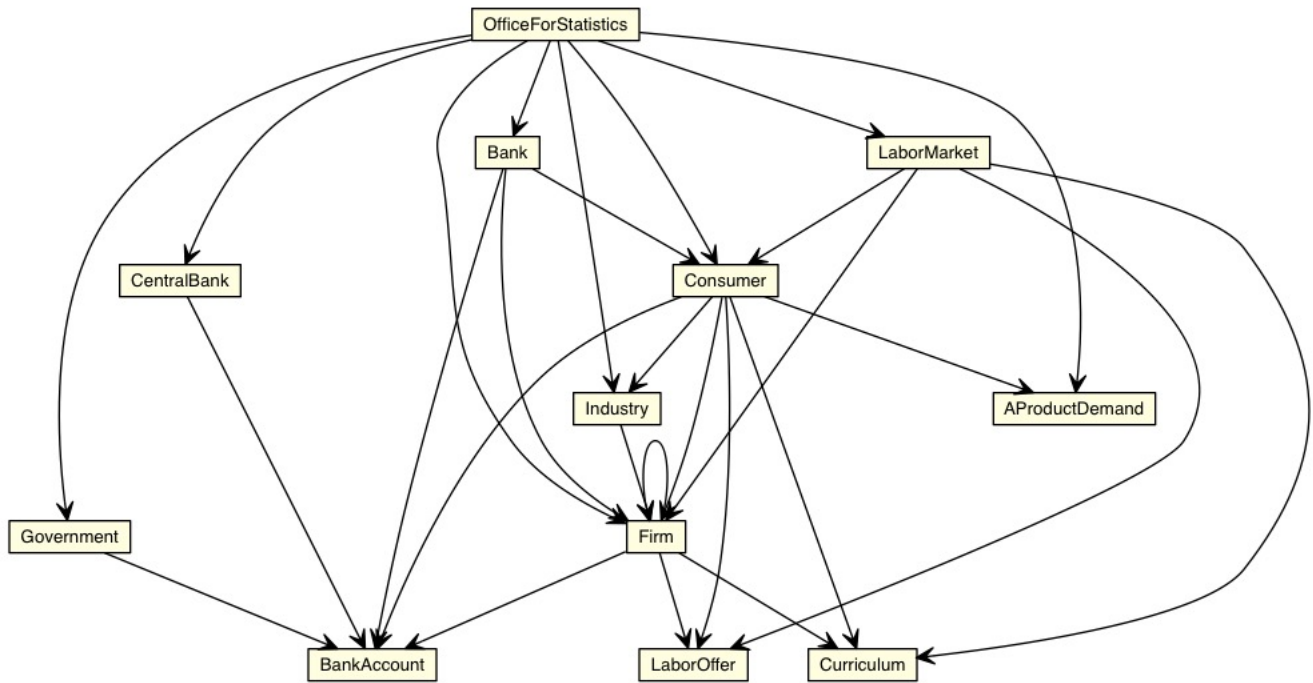 OfficeForStatistics
Bank
LaborMarket
CentralBank
Consumer
Industry
AProductDemand
Government
Firm
BankAccount
LaborOffer
Curriculum